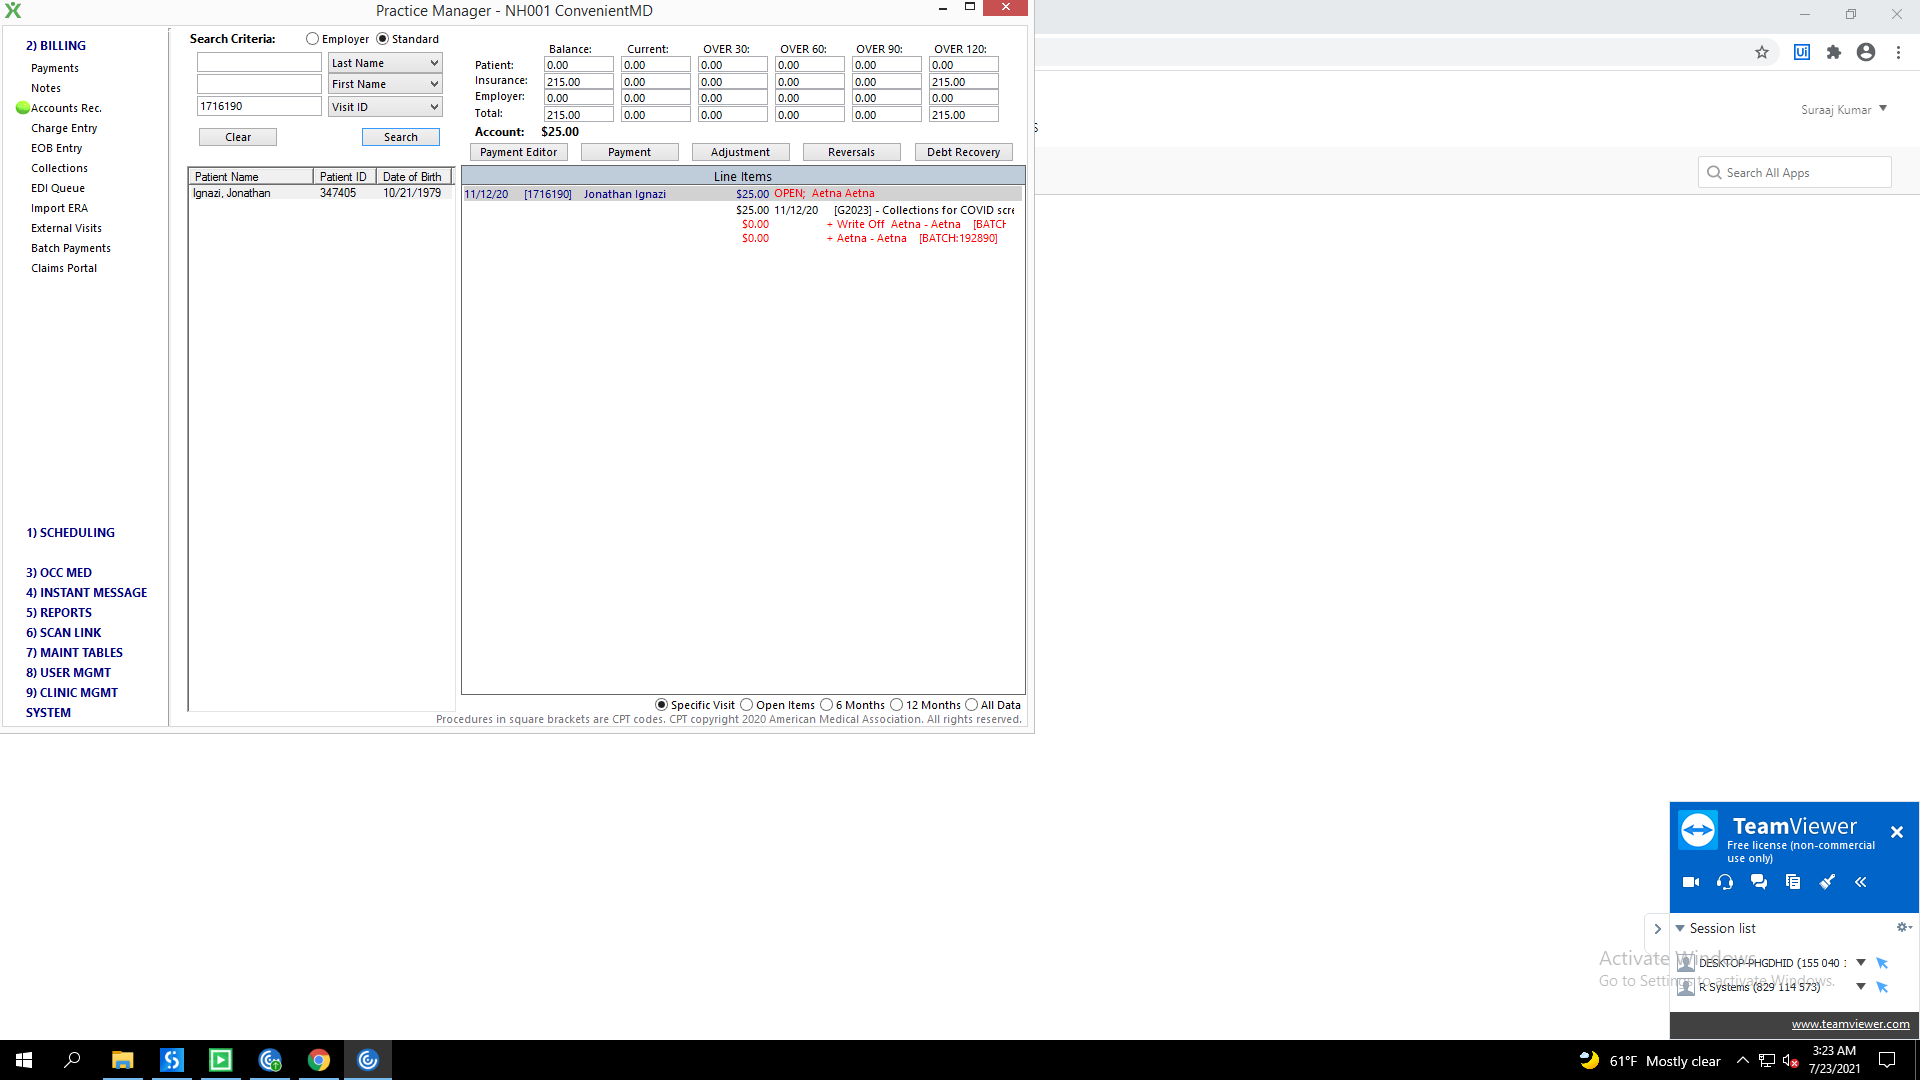 Practice Manager - NH001 ConvenientMD
2) BILLING
Payments
Notes
Accounts Rec.
Charge Entry
EOB Entry
Collections
EDI Queue
Import ERA
External Visits
Batch Payments
Claims Portal
1) SCHEDULING
3) OCC MED
4) INSTANT MESSAGE
5) REPORTS
6) SCAN LINK
7) MAINT TABLES
8) USER MGMT
9) CLINIC MGMT
SYSTEM
Search Criteria: Employer Standard
Last Name
First Name
1716190 Visit ID
Clear Search
Patient Name Patient ID Date of Birth
Ignazi, Jonathan 347405 10/21/1979
Balance: Current: OVER 30: OVER 60: OVER 90: OVER 120:
Patient: 0.00 0.00 0.00 0.00 0.00 0.00
Insurance: 215.00 0.00 0.00 0.00 0.00 215.00
Employer: 0.00 0.00 0.00 0.00 0.00 0.00
Total: 215.00 0.00 0.00 0.00 0.00 215.00
Account: $25.00
Payment Editor Payment Adjustment Reversals Debt Recovery
Line Items
11/12/20 [1716190] Jonathan Ignazi $25.00 OPEN; Aetna Aetna
$25.00 11/12/20 [G2023] - Collections for COVID scre
$0.00 + Write Off Aetna - Aetna [BATCH
$0.00 + Aetna - Aetna [BATCH:192890]
Specific Visit Open Items 6 Months 12 Months All Data
Procedures in square brackets are CPT codes. CPT copyright 2020 American Medical Association. All rights reserved.
Ui
Suraaj Kumar
s
Search All Apps
TeamViewer
Free license (non-commercial
use only)
Session list
DESKTOP-PHGDHID (155 040 :
R Systems (829 114 573)
Activate Windows
Go to Settings to activate Windows.
www.teamviewer.com
61°F Mostly clear
3:23 AM
7/23/2021